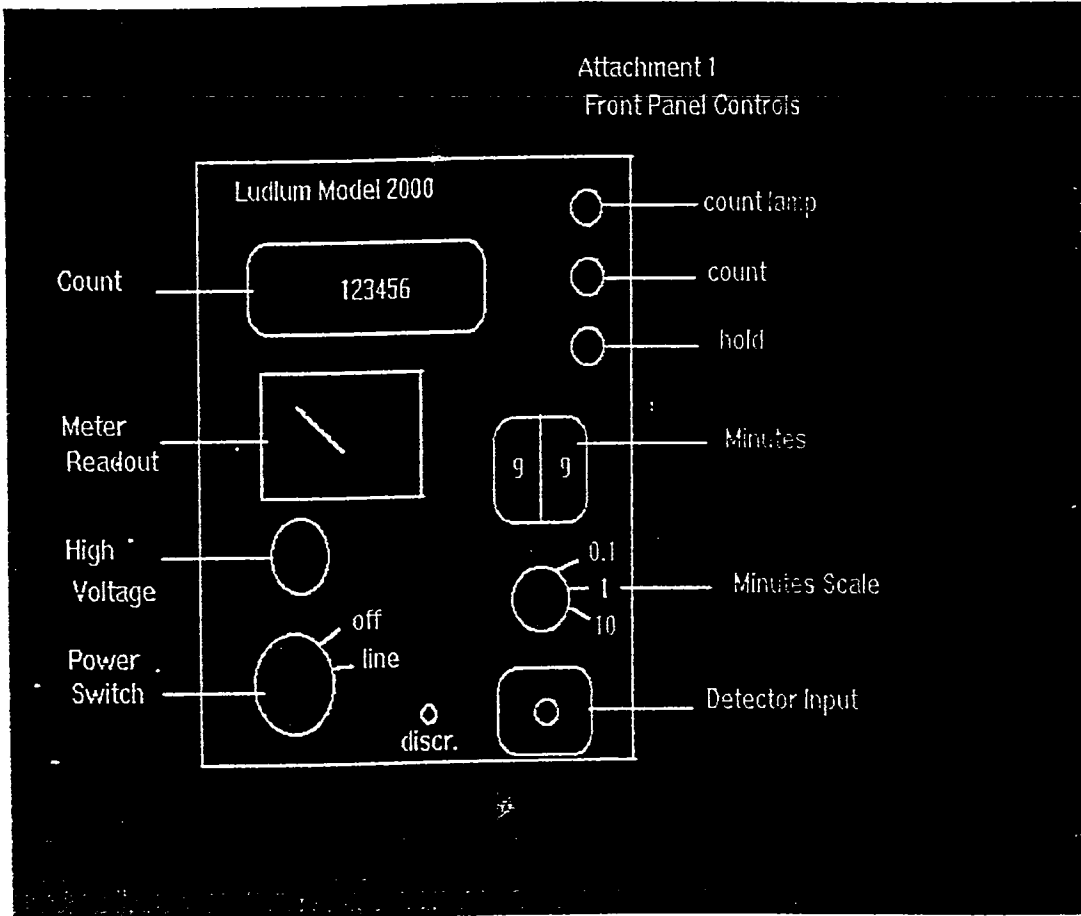 Attachment 1
Front Panel Controls
Ludlum Model 2000
count lamp
Count
123456
count
hold
Meter
Readout
9 9
Minutes
High
Voltage
0.1
1
10
Minutes Scale
Power
Switch
off
line
discr.
Detector Input